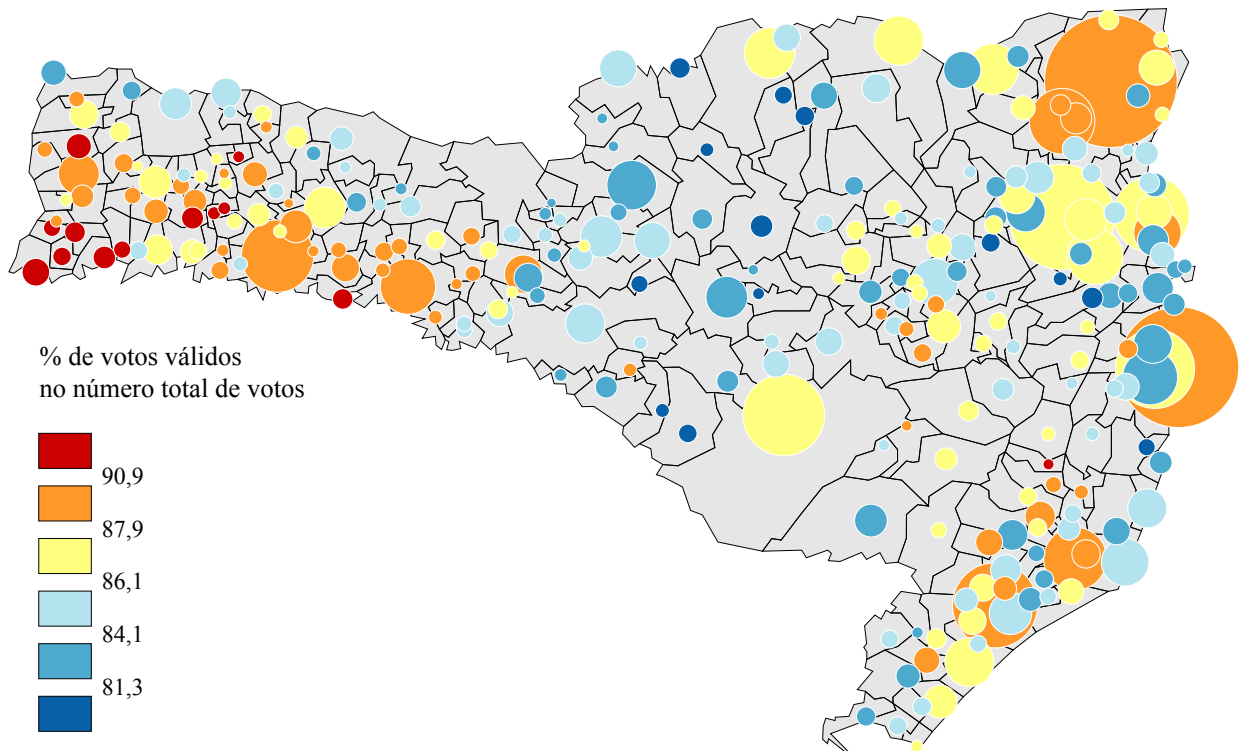 % de votos válidos
no número total de votos
90,9
87,9
86,1
84,1
81,3